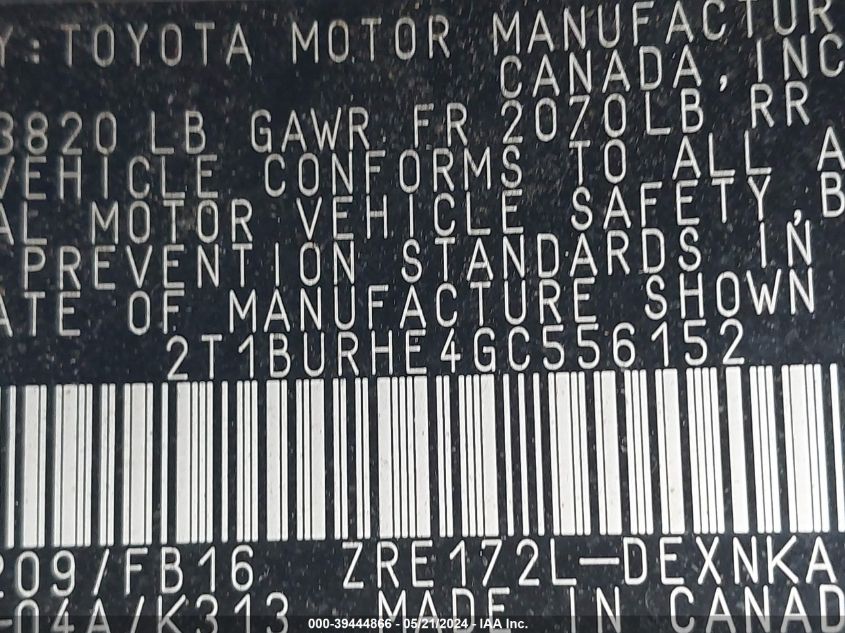 Y:TOYOTA MOTOR MANUFACTUR
CANADA, INC
3820 LB GAWR FR 2070LB RR
VEHICLE CONFORMS TO ALL A
AL MOTOR VEHICLE SAFETY, B
PREVENTION STANDARDS IN
ATE OF MANUFACTURE SHOWN
2T1BURHE4GC556152
209/FB16 ZRE172L-DEXNKA
-04A/K313 MADE IN CANAD
000-39444866 - 05/21/2024 - IAA Inc.